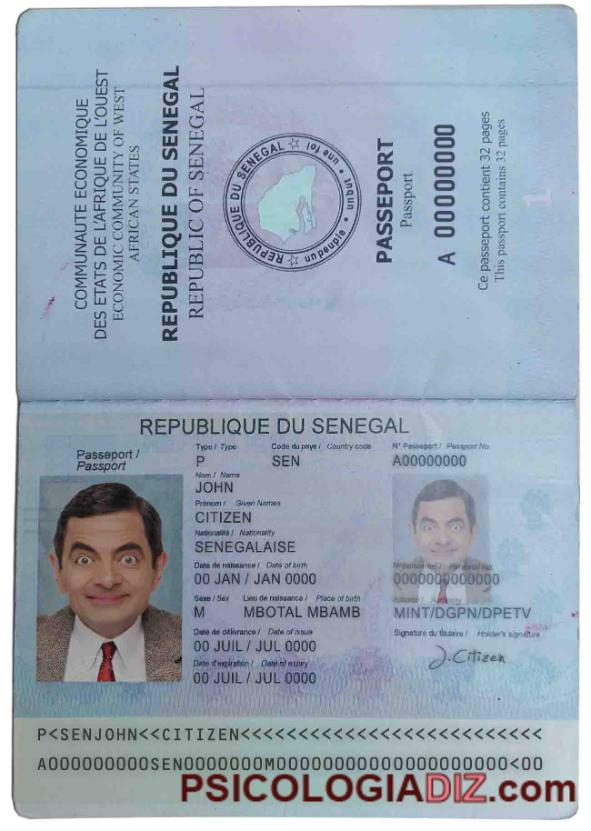 COMMUNAUTE ECONOMIQUE
DES ETATS DE L'AFRIQUE DE L'OUEST
ECONOMIC COMMUNITY OF WEST
AFRICAN STATES
REPUBLIQUE DU SENEGAL
REPUBLIC OF SENEGAL
REPUBLIQUE DU SENEGAL
un peuple • un but • une foi
PASSEPORT
Passport
A 00000000
Ce passeport contient 32 pages
This passport contains 32 pages
1
REPUBLIQUE DU SENEGAL
Passeport /
Passport
Type / Type
Code du pays / Country code
N° Passeport / Passport No.
P
SEN
A00000000
Nom / Name
JOHN
Prénom / Given Names
CITIZEN
Nationalité / Nationality
SENEGALAISE
Date de naissance / Date of birth
N°Personnel / Personal No.
00 JAN / JAN 0000
0000000000000
Sexe / Sex
Lieu de naissance / Place of birth
M
MBOTAL MBAMB
MINT/DGPN/DPETV
Date de délivrance / Date of issue
Signature du titulaire / Holder's signature
00 JUIL / JUL 0000
J.Citizen
Date d'expiration / Date of expiry
00 JUIL / JUL 0000
P<SENJOHN<<CITIZEN<<<<<<<<<<<<<<<<<<<<<<<<<<
A000000000SEN0000000M0000000000000000000<00
PSICOLOGIADIZ.com